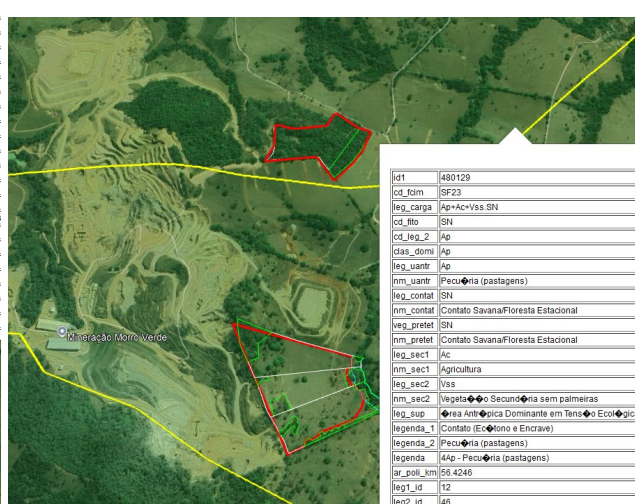 Mineração Morro Verde
id1 480129
cd_fcim SF23
leg_carga Ap+Ac+Vss.SN
cd_fito SN
cd_leg_2 Ap
clas_domi Ap
leg_uantr Ap
nm_uantr Pecu�ria (pastagens)
leg_contat SN
nm_contat Contato Savana/Floresta Estacional
veg_pretet SN
nm_pretet Contato Savana/Floresta Estacional
leg_sec1 Ac
nm_sec1 Agricultura
leg_sec2 Vss
nm_sec2 Vegeta��o Secund�ria sem palmeiras
leg_sup �rea Antr�pica Dominante em Tens�o Ecol�gic
legenda_1 Contato (Ec�tono e Encrave)
legenda_2 Pecu�ria (pastagens)
legenda 4Ap - Pecu�ria (pastagens)
ar_poli_km 56.4246
leg1_id 12
leg2_id 46